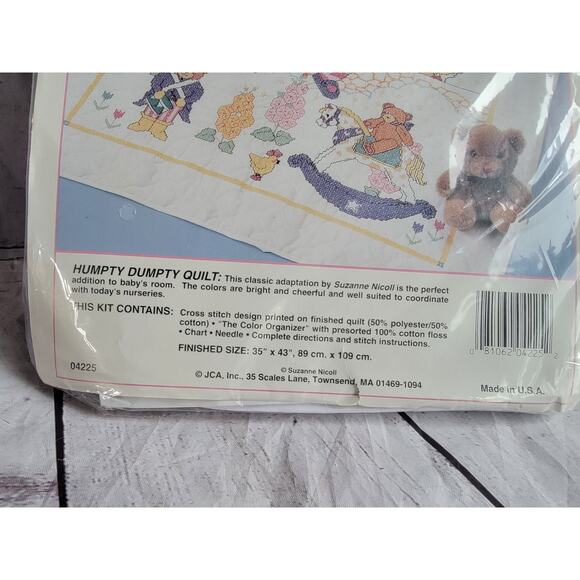 HUMPTY DUMPTY QUILT: This classic adaptation by Suzanne Nicoll is the perfect
addition to baby's room. The colors are bright and cheerful and well suited to coordinate
with today's nurseries.
THIS KIT CONTAINS: Cross stitch design printed on finished quilt (50% polyester/50%
cotton) • "The Color Organizer" with presorted 100% cotton floss
• Chart • Needle • Complete directions and stitch instructions.
FINISHED SIZE: 35" x 43", 89 cm. x 109 cm.
04225
© Suzanne Nicoll
© JCA, Inc., 35 Scales Lane, Townsend, MA 01469-1094
0 81062 04225 2
Made in U.S.A.